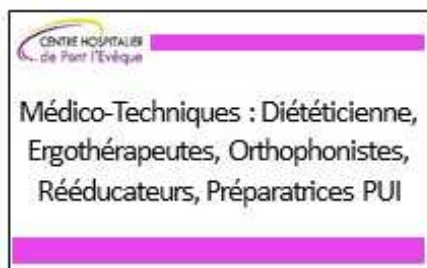 CENTRE HOSPITALIER
de Pont l'Evêque
Médico-Techniques : Diététicienne,
Ergothérapeutes, Orthophonistes,
Rééducateurs, Préparatrices PUI